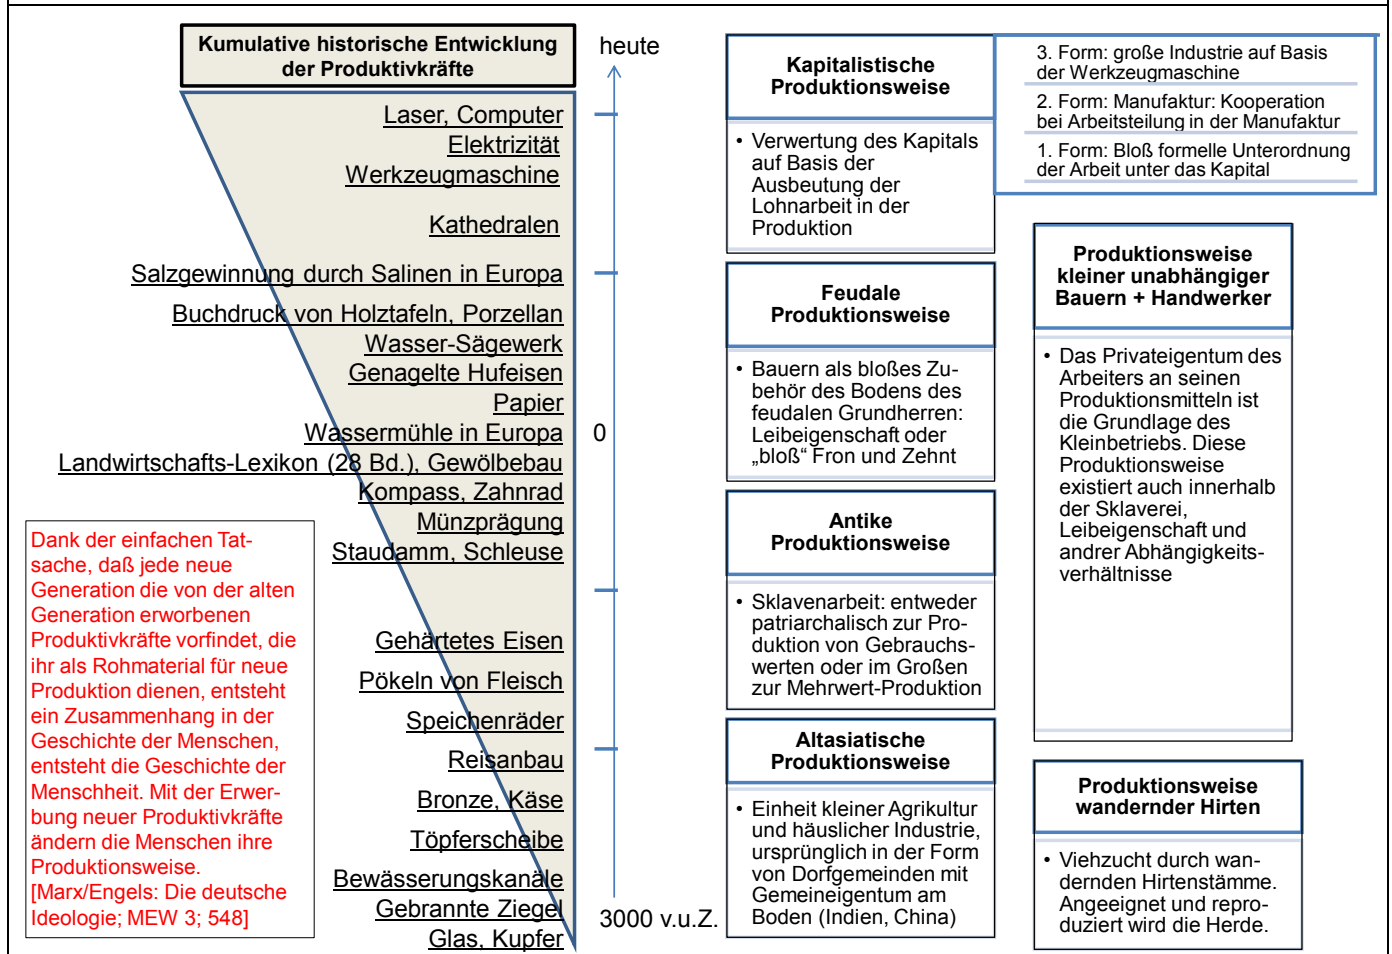 Kumulative historische Entwicklung
der Produktivkräfte
Laser, Computer
Elektrizität
Werkzeugmaschine
Kathedralen
Salzgewinnung durch Salinen in Europa
Buchdruck von Holztafeln, Porzellan
Wasser-Sägewerk
Genagelte Hufeisen
Papier
Wassermühle in Europa
Landwirtschafts-Lexikon (28 Bd.), Gewölbebau
Kompass, Zahnrad
Münzprägung
Staudamm, Schleuse
Gehärtetes Eisen
Pökeln von Fleisch
Speichenräder
Reisanbau
Bronze, Käse
Töpferscheibe
Bewässerungskanäle
Gebrannte Ziegel
Glas, Kupfer
Dank der einfachen Tat-
sache, daß jede neue
Generation die von der alten
Generation erworbenen
Produktivkräfte vorfindet, die
ihr als Rohmaterial für neue
Produktion dienen, entsteht
ein Zusammenhang in der
Geschichte der Menschen,
entsteht die Geschichte der
Menschheit. Mit der Erwer-
bung neuer Produktivkräfte
ändern die Menschen ihre
Produktionsweise.
[Marx/Engels: Die deutsche
Ideologie; MEW 3; 548]
heute
0
3000 v.u.Z.
Kapitalistische
Produktionsweise
• Verwertung des Kapitals
auf Basis der
Ausbeutung der
Lohnarbeit in der
Produktion
3. Form: große Industrie auf Basis
der Werkzeugmaschine
2. Form: Manufaktur: Kooperation
bei Arbeitsteilung in der Manufaktur
1. Form: Bloß formelle Unterordnung
der Arbeit unter das Kapital
Feudale
Produktionsweise
• Bauern als bloßes Zu-
behör des Bodens des
feudalen Grundherren:
Leibeigenschaft oder
„bloß“ Fron und Zehnt
Antike
Produktionsweise
• Sklavenarbeit: entweder
patriarchalisch zur Pro-
duktion von Gebrauchs-
werten oder im Großen
zur Mehrwert-Produktion
Altasiatische
Produktionsweise
• Einheit kleiner Agrikultur
und häuslicher Industrie,
ursprünglich in der Form
von Dorfgemeinden mit
Gemeineigentum am
Boden (Indien, China)
Produktionsweise
kleiner unabhängiger
Bauern + Handwerker
• Das Privateigentum des
Arbeiters an seinen
Produktionsmitteln ist
die Grundlage des
Kleinbetriebs. Diese
Produktionsweise
existiert auch innerhalb
der Sklaverei,
Leibeigenschaft und
andrer Abhängigkeits-
verhältnisse
Produktionsweise
wandernder Hirten
• Viehzucht durch wan-
dernden Hirtenstämme.
Angeeignet und repro-
duziert wird die Herde.